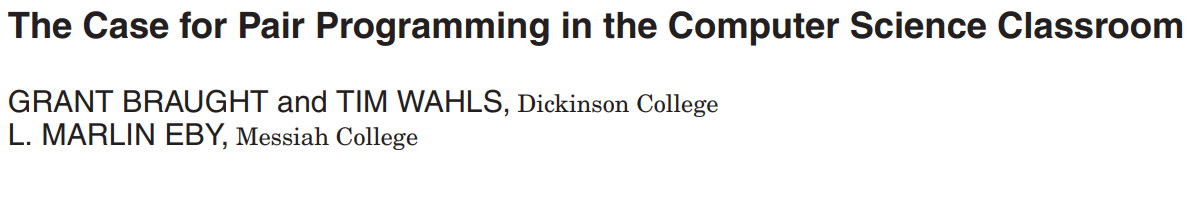 The Case for Pair Programming in the Computer Science Classroom
GRANT BRAUGHT and TIM WAHLS, Dickinson College
L. MARLIN EBY, Messiah College